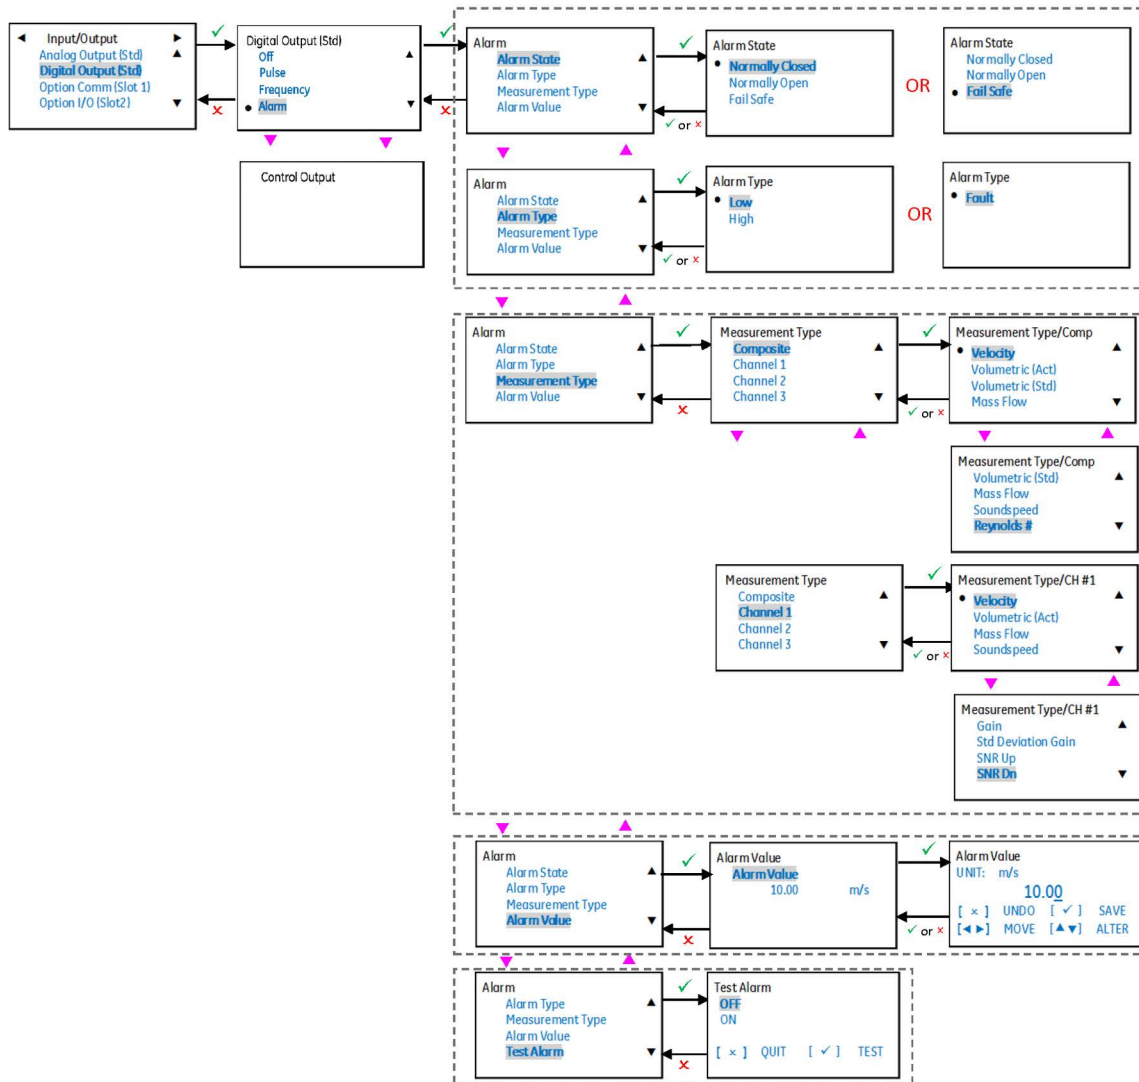 Input/Output
Analog Output (Std)
Digital Output (Std)
Option Comm (Slot 1)
Option I/O (Slot2)
Digital Output (Std)
Off
Pulse
Frequency
Alarm
Control Output
Alarm
Alarm State
Alarm Type
Measurement Type
Alarm Value
Alarm State
Normally Closed
Normally Open
Fail Safe
✓ or ×
OR
Alarm State
Normally Closed
Normally Open
Fail Safe
Alarm
Alarm State
Alarm Type
Measurement Type
Alarm Value
Alarm Type
Low
High
✓ or ×
OR
Alarm Type
Fault
Alarm
Alarm State
Alarm Type
Measurement Type
Alarm Value
Measurement Type
Composite
Channel 1
Channel 2
Channel 3
Measurement Type/Comp
Velocity
Volumetric (Act)
Volumetric (Std)
Mass Flow
✓ or ×
Measurement Type/Comp
Volumetric (Std)
Mass Flow
Soundspeed
Reynolds #
Measurement Type
Composite
Channel 1
Channel 2
Channel 3
Measurement Type/CH #1
Velocity
Volumetric (Act)
Mass Flow
Soundspeed
✓ or ×
Measurement Type/CH #1
Gain
Std Deviation Gain
SNR Up
SNR Dn
Alarm
Alarm State
Alarm Type
Measurement Type
Alarm Value
Alarm Value
Alarm Value
10.00 m/s
Alarm Value
UNIT: m/s
10.00
[ × ] UNDO [ ✓ ] SAVE
[◄ ►] MOVE [▲▼] ALTER
✓ or ×
Alarm
Alarm Type
Measurement Type
Alarm Value
Test Alarm
Test Alarm
OFF
ON
[ × ] QUIT [ ✓ ] TEST